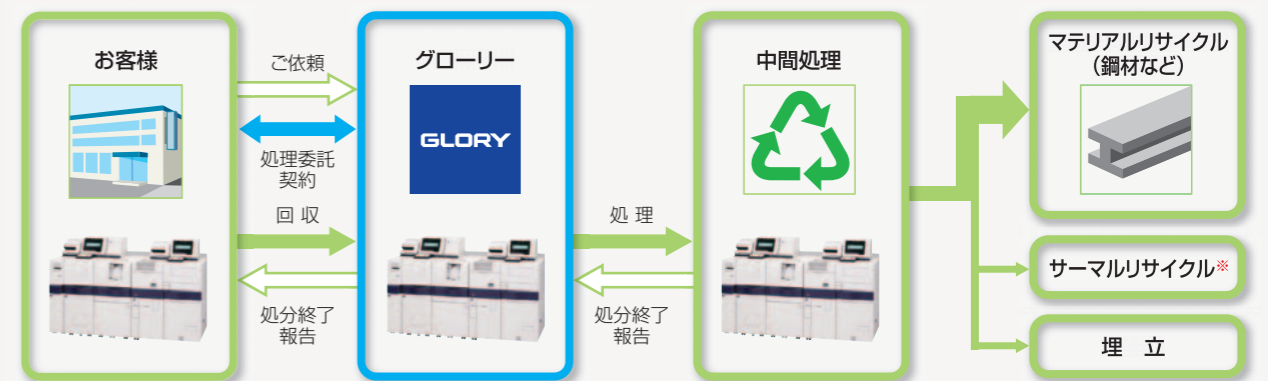 お客様
ご依頼
処理委託
契約
回 収
処分終了
報告
グローリー
GLORY
処 理
処分終了
報告
中間処理
マテリアルリサイクル
（鋼材など）
サーマルリサイクル※
埋 立